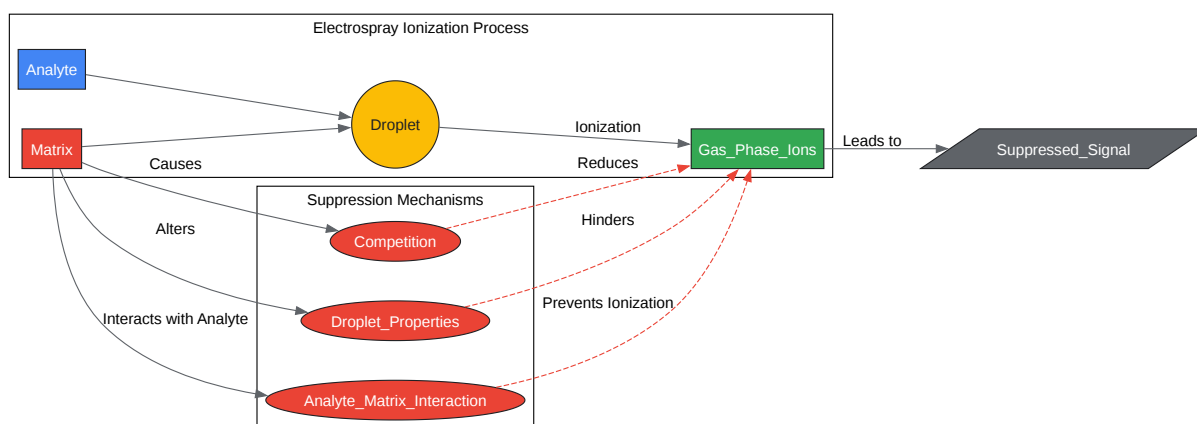 Electrospray Ionization Process
Analyte
Droplet
Ionization
Matrix
Gas_Phase_Ions
Leads to
Suppressed_Signal
Causes
Reduces
Suppression Mechanisms
Alters
Competition
Hinders
Interacts with Analyte
Droplet_Properties
Prevents Ionization
Analyte_Matrix_Interaction